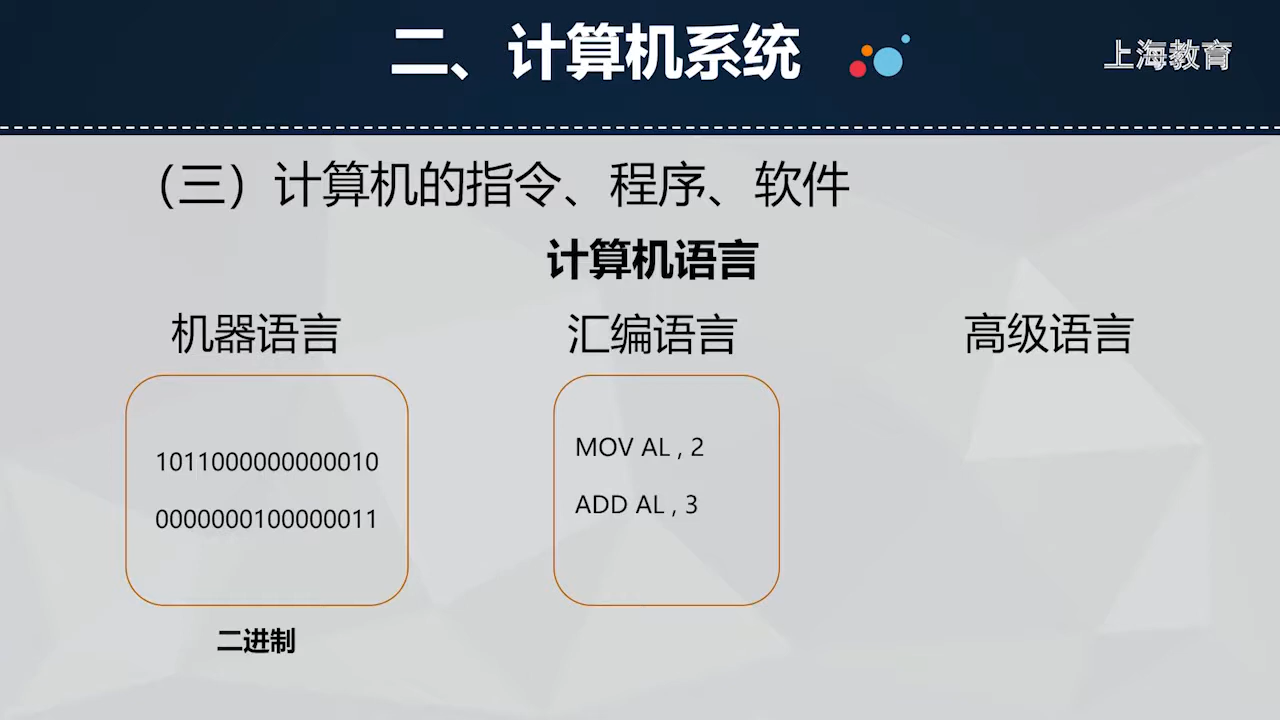 二、计算机系统
上海教育
（三）计算机的指令、程序、软件
计算机语言
机器语言
汇编语言
高级语言
1011000000000010
0000000100000011
MOV AL , 2
ADD AL , 3
二进制